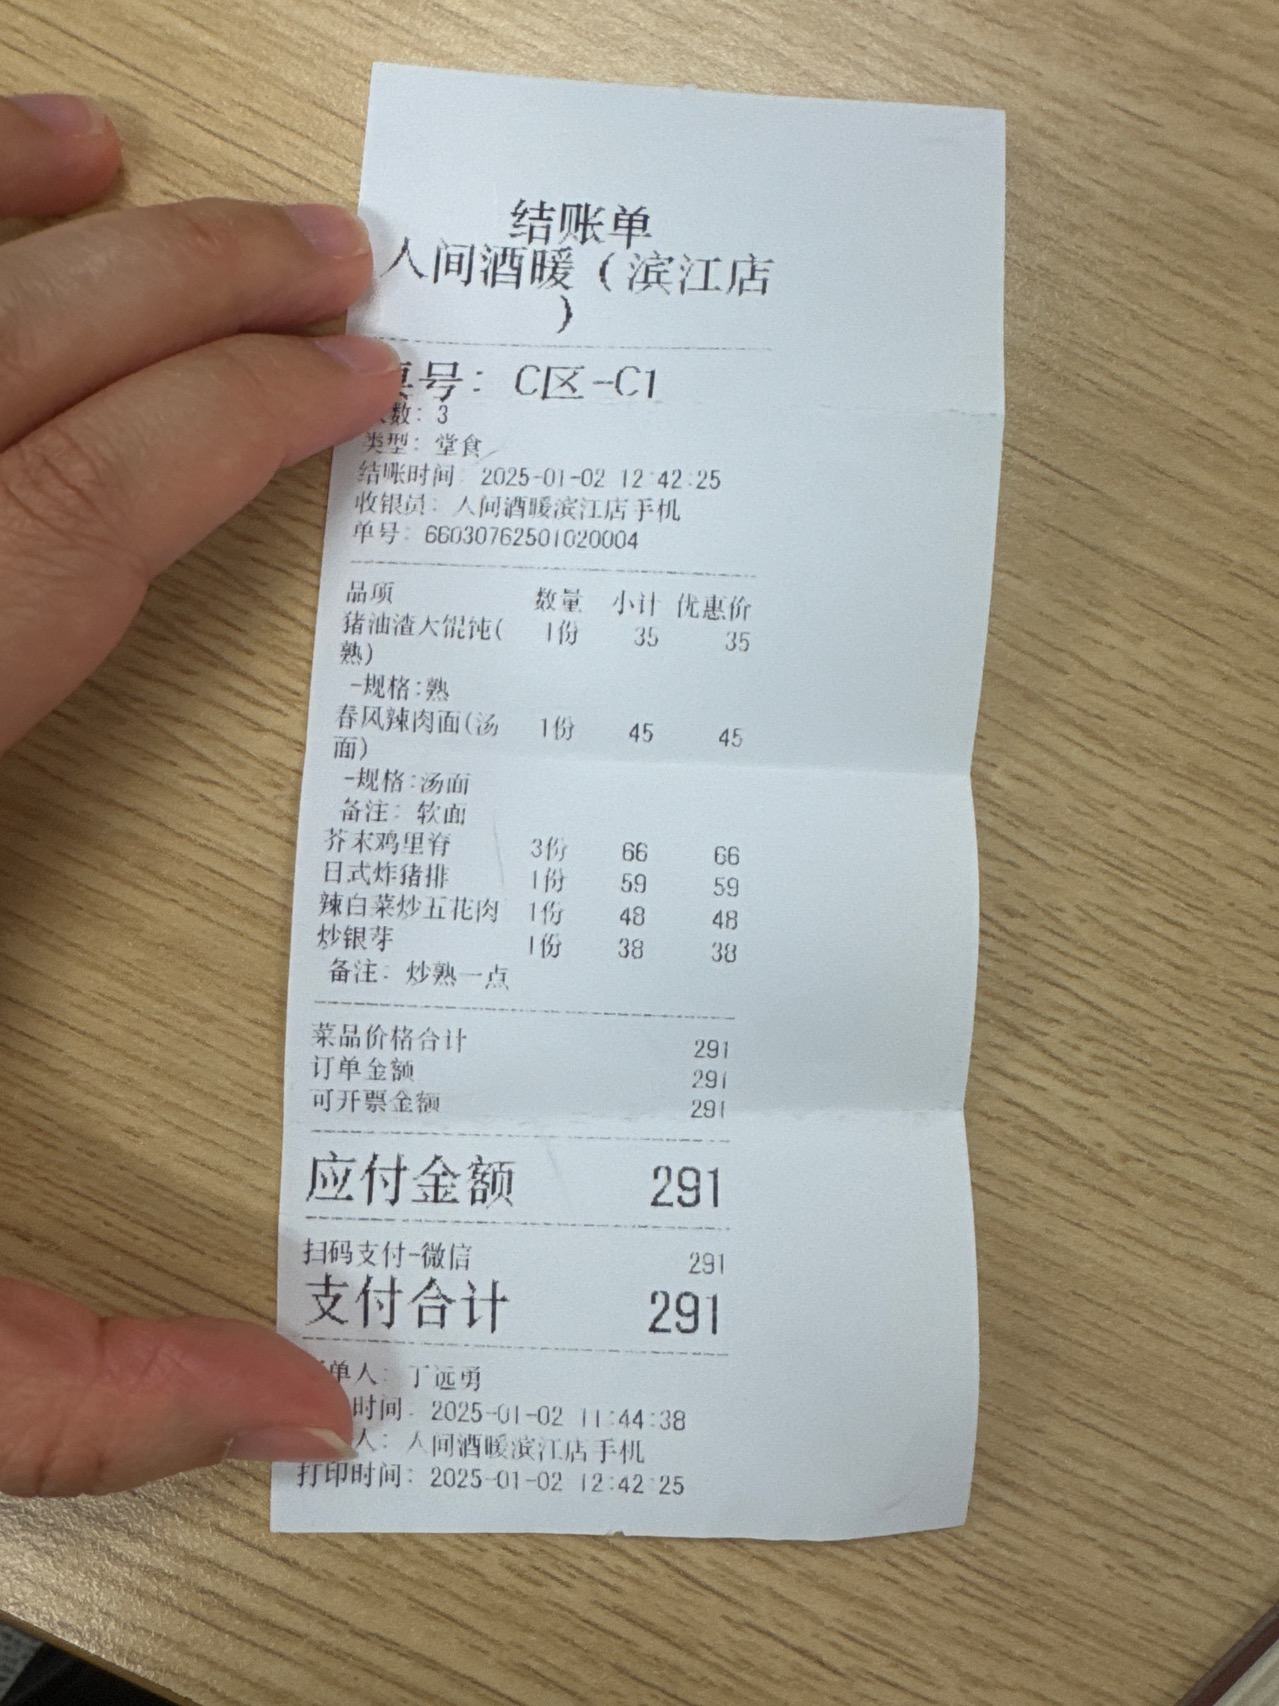 结账单
人间酒暖（滨江店
）
号：C区-C1
数：3
类型：堂食
结账时间：2025-01-02 12:42:25
收银员：人间酒暖滨江店手机
单号：66030762501020004
品项 数量 小计 优惠价
猪油渣大馄饨( 1份 35 35
熟)
-规格:熟
春风辣肉面(汤 1份 45 45
面)
-规格:汤面
备注：软面
芥末鸡里脊 3份 66 66
日式炸猪排 1份 59 59
辣白菜炒五花肉 1份 48 48
炒银芽 1份 38 38
备注：炒熟一点
菜品价格合计 291
订单金额 291
可开票金额 291
应付金额 291
扫码支付-微信 291
支付合计 291
单人：丁远勇
时间：2025-01-02 11:44:38
人：人间酒暖滨江店手机
打印时间：2025-01-02 12:42:25